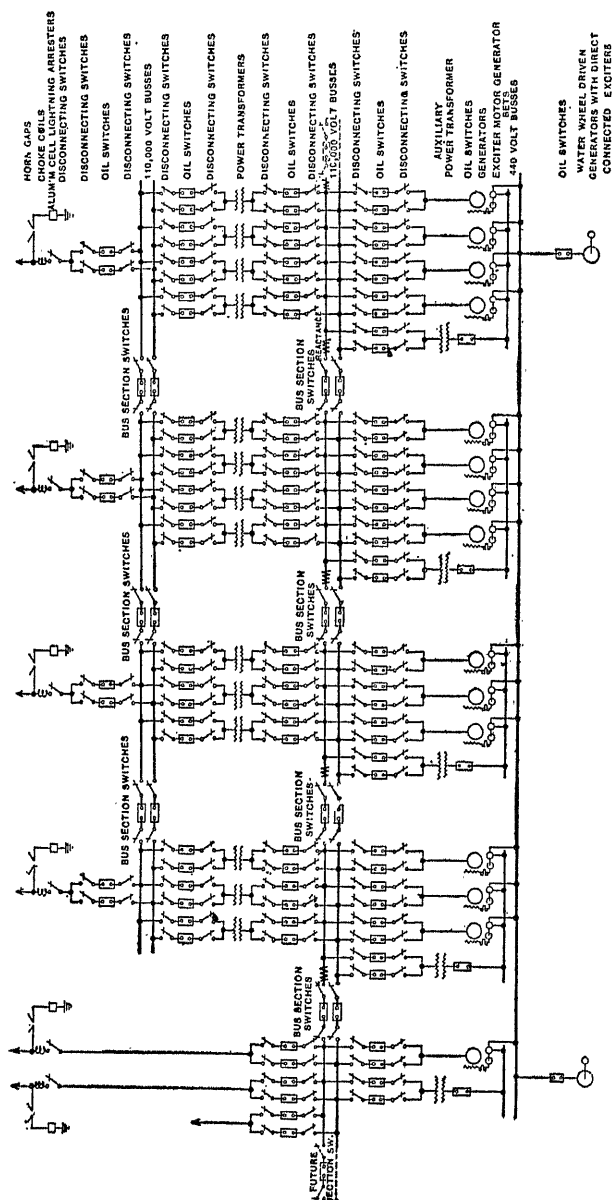 HORN GAPS
CHOKE COILS
ALUM'M CELL LIGHTNING ARRESTERS
DISCONNECTING SWITCHES
DISCONNECTING SWITCHES
OIL SWITCHES
DISCONNECTING SWITCHES
110,000 VOLT BUSSES
DISCONNECTING SWITCHES
OIL SWITCHES
DISCONNECTING SWITCHES
POWER TRANSFORMERS
DISCONNECTING SWITCHES
OIL SWITCHES
DISCONNECTING SWITCHES
VOLT BUSSES
DISCONNECTING SWITCHES
OIL SWITCHES
DISCONNECTING SWITCHES
AUXILIARY
POWER TRANSFORMER
OIL SWITCHES
GENERATORS
EXCITER MOTOR GENERATOR
SETS
440 VOLT BUSSES
OIL SWITCHES
WATER WHEEL DRIVEN
GENERATORS WITH DIRECT
CONNECTED EXCITERS
BUS SECTION SWITCHES
BUS SECTION
SWITCHES
REACTANCE
BUS SECTION SWITCHES
BUS SECTION
SWITCHES
BUS SECTION SWITCHES
BUS SECTION
SWITCHES
BUS SECTION
SWITCHES
FUTURE
SECTION SW.